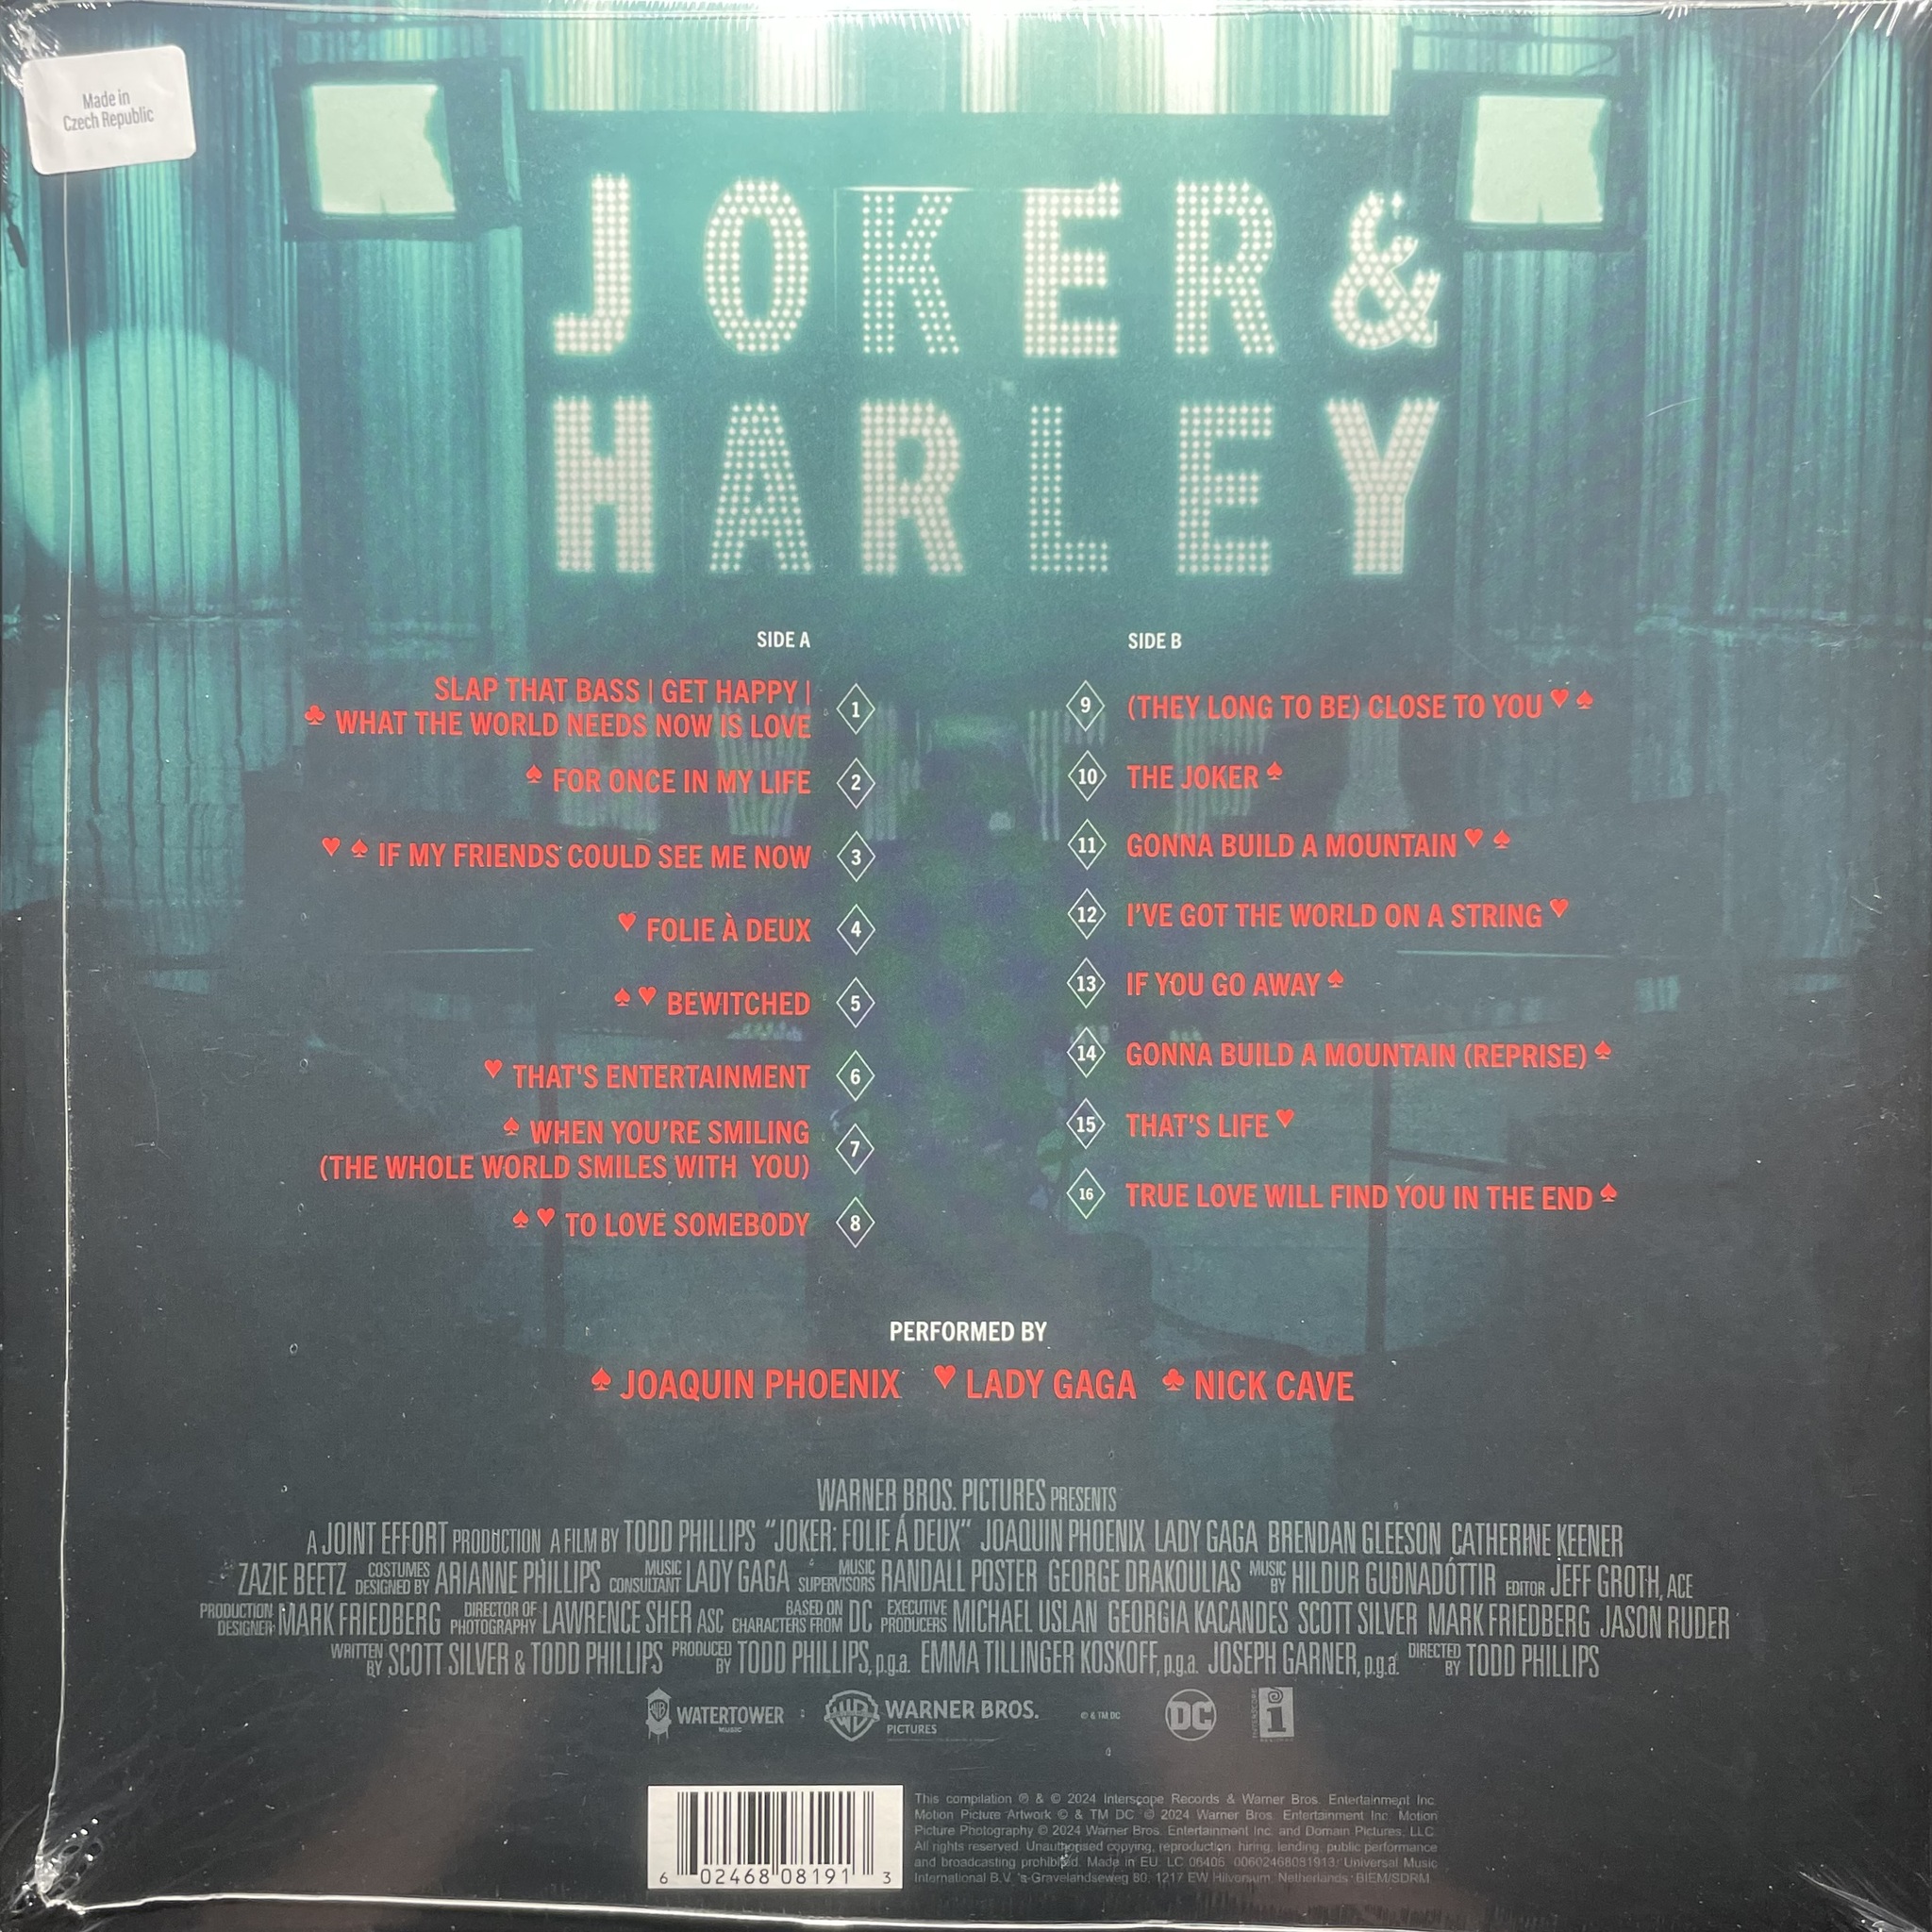 Made in
Czech Republic
JOKER &
HARLEY
SIDE A
SLAP THAT BASS | GET HAPPY |
♣ WHAT THE WORLD NEEDS NOW IS LOVE
1
♠ FOR ONCE IN MY LIFE 2
♥ ♠ IF MY FRIENDS COULD SEE ME NOW 3
♥ FOLIE À DEUX 4
♠ ♥ BEWITCHED 5
♥ THAT'S ENTERTAINMENT 6
♠ WHEN YOU'RE SMILING
(THE WHOLE WORLD SMILES WITH YOU)
7
♠ ♥ TO LOVE SOMEBODY 8
SIDE B
9 (THEY LONG TO BE) CLOSE TO YOU ♥ ♠
10 THE JOKER ♠
11 GONNA BUILD A MOUNTAIN ♥ ♠
12 I'VE GOT THE WORLD ON A STRING ♥
13 IF YOU GO AWAY ♠
14 GONNA BUILD A MOUNTAIN (REPRISE) ♠
15 THAT'S LIFE ♥
16 TRUE LOVE WILL FIND YOU IN THE END ♠
PERFORMED BY
♠ JOAQUIN PHOENIX ♥ LADY GAGA ♣ NICK CAVE
WARNER BROS. PICTURES PRESENTS
A JOINT EFFORT PRODUCTION A FILM BY TODD PHILLIPS "JOKER: FOLIE Á DEUX" JOAQUIN PHOENIX LADY GAGA BRENDAN GLEESON CATHERINE KEENER
ZAZIE BEETZ COSTUMES DESIGNED BY ARIANNE PHILLIPS MUSIC CONSULTANT LADY GAGA MUSIC SUPERVISORS RANDALL POSTER GEORGE DRAKOULIAS MUSIC BY HILDUR GUÐNADÓTTIR EDITOR JEFF GROTH, ACE
PRODUCTION DESIGNER MARK FRIEDBERG DIRECTOR OF PHOTOGRAPHY LAWRENCE SHER ASC BASED ON CHARACTERS FROM DC EXECUTIVE PRODUCERS MICHAEL USLAN GEORGIA KACANDES SCOTT SILVER MARK FRIEDBERG JASON RUDER
WRITTEN BY SCOTT SILVER & TODD PHILLIPS PRODUCED BY TODD PHILLIPS, p.g.a. EMMA TILLINGER KOSKOFF, p.g.a. JOSEPH GARNER, p.g.a. DIRECTED BY TODD PHILLIPS
WB WATERTOWER MUSIC WB WARNER BROS. PICTURES © & TM DC DC INTERSCOPE i RECORDS
6 02468 08191 3
This compilation ℗ & © 2024 Interscope Records & Warner Bros. Entertainment Inc.
Motion Picture Artwork © & TM DC. © 2024 Warner Bros. Entertainment Inc. Motion
Picture Photography © 2024 Warner Bros. Entertainment Inc. and Domain Pictures, LLC.
All rights reserved. Unauthorised copying, reproduction, hiring, lending, public performance
and broadcasting prohibited. Made in EU. LC 06406 00602468081913. Universal Music
International B.V. 's-Gravelandseweg 80, 1217 EW Hilversum, Netherlands. BIEM/SDRM.